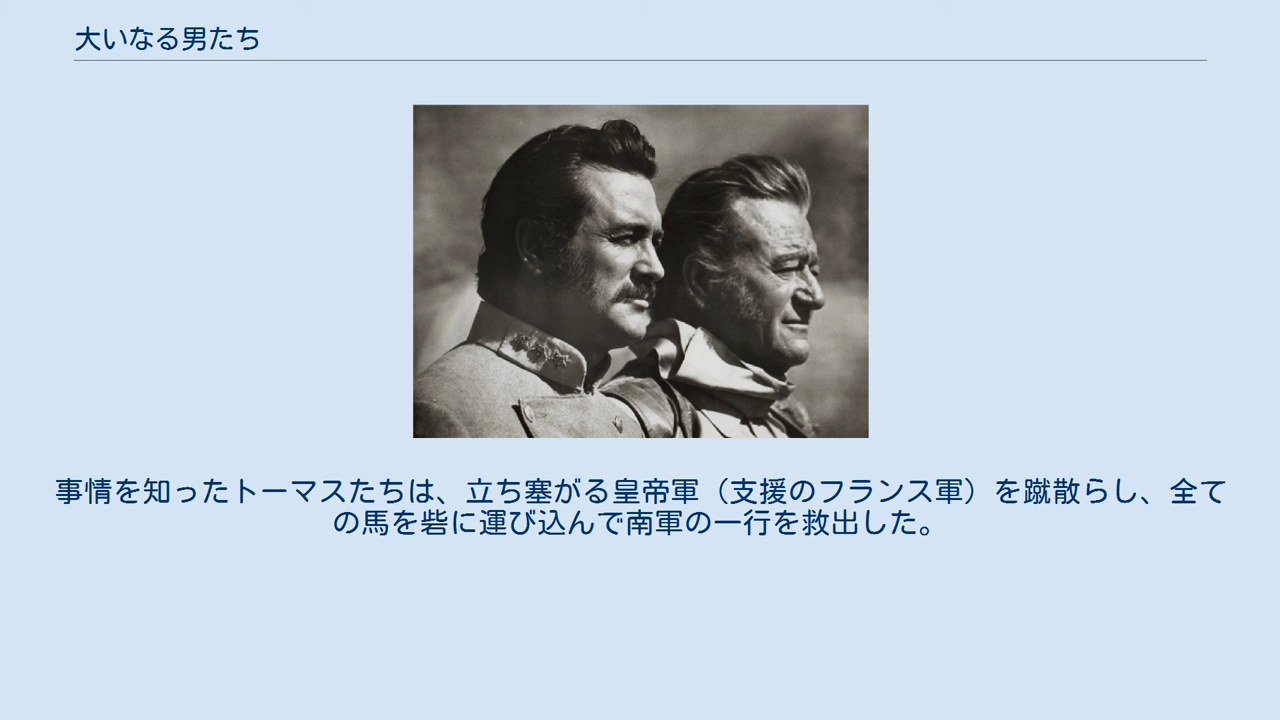 大いなる男たち
事情を知ったトーマスたちは、立ち塞がる皇帝軍（支援のフランス軍）を蹴散らし、全て
の馬を砦に運び込んで南軍の一行を救出した。